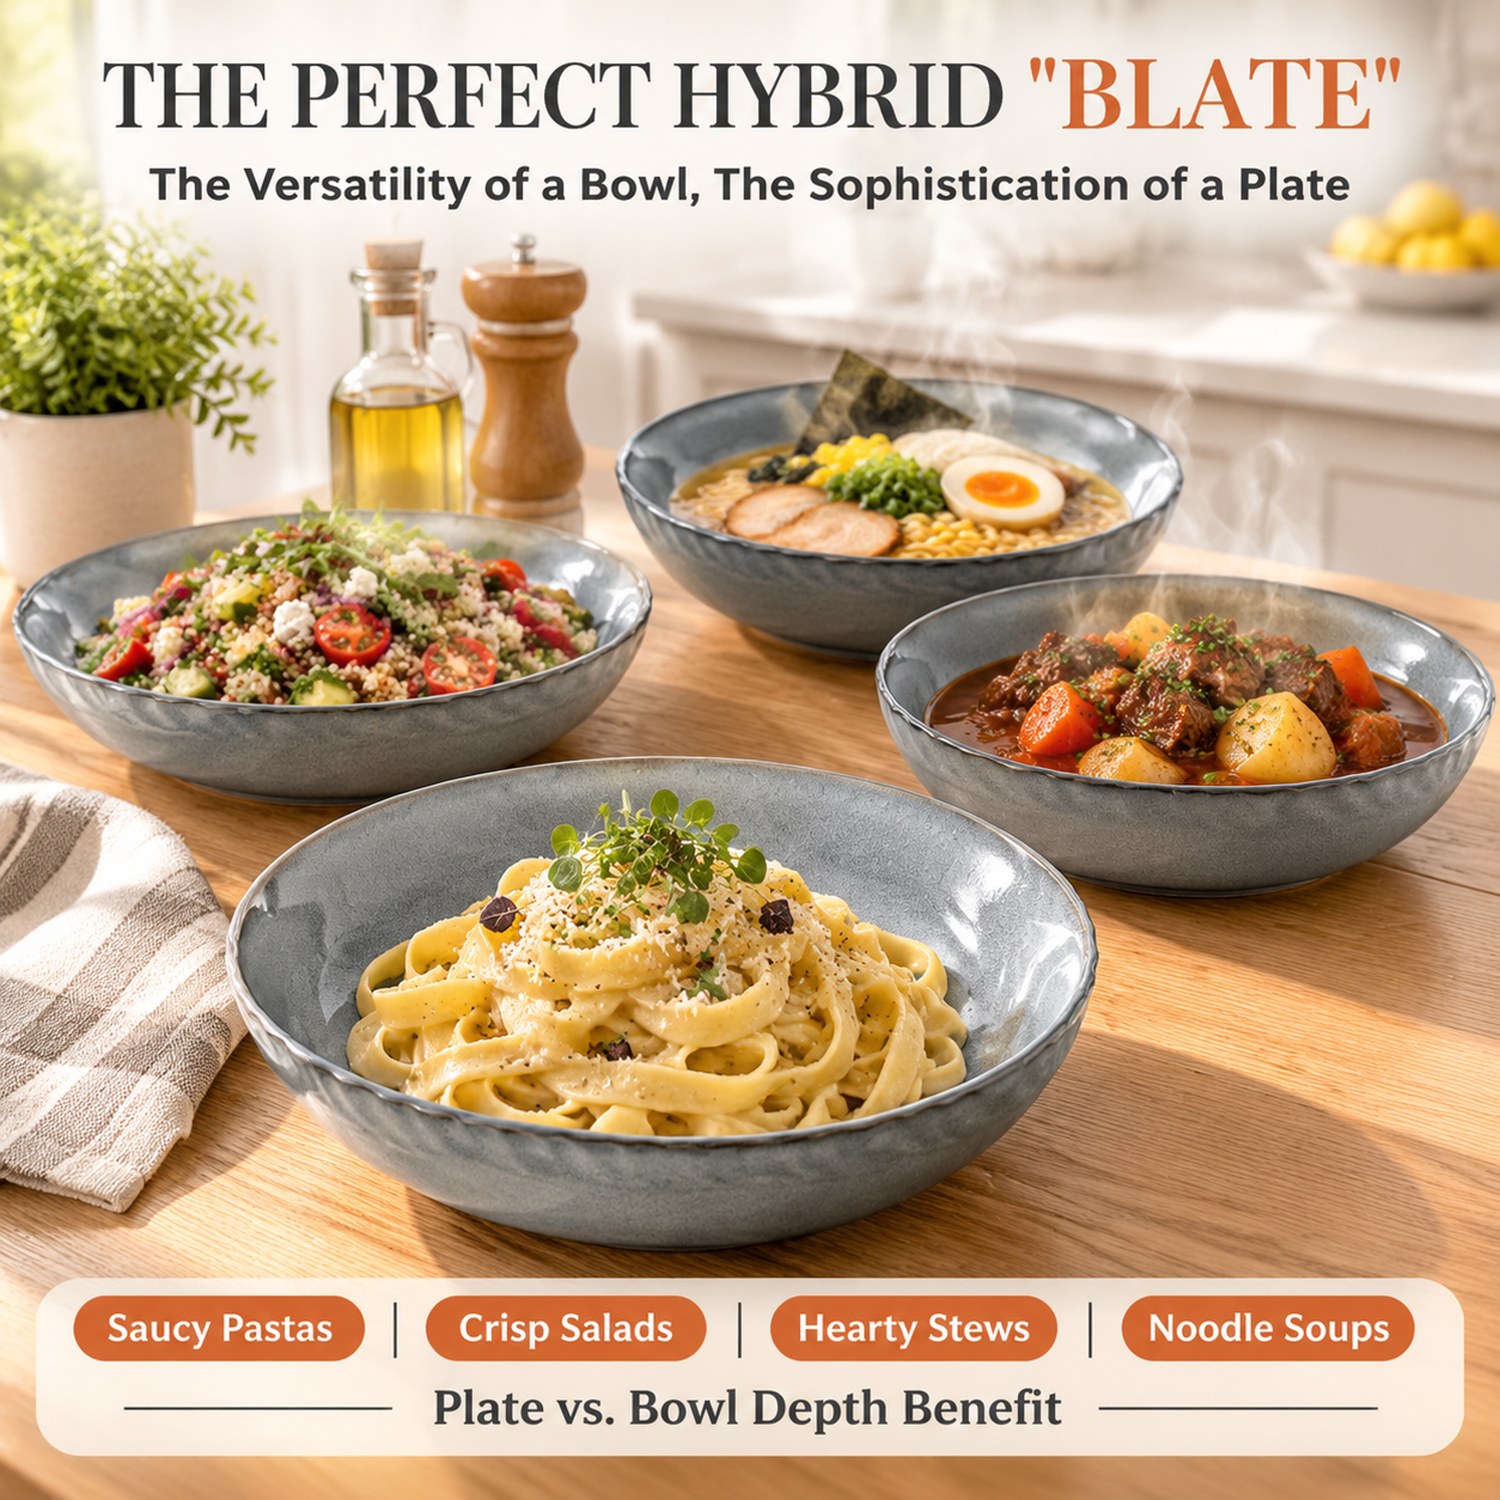 THE PERFECT HYBRID "BLATE"
The Versatility of a Bowl, The Sophistication of a Plate
Saucy Pastas | Crisp Salads | Hearty Stews | Noodle Soups
Plate vs. Bowl Depth Benefit